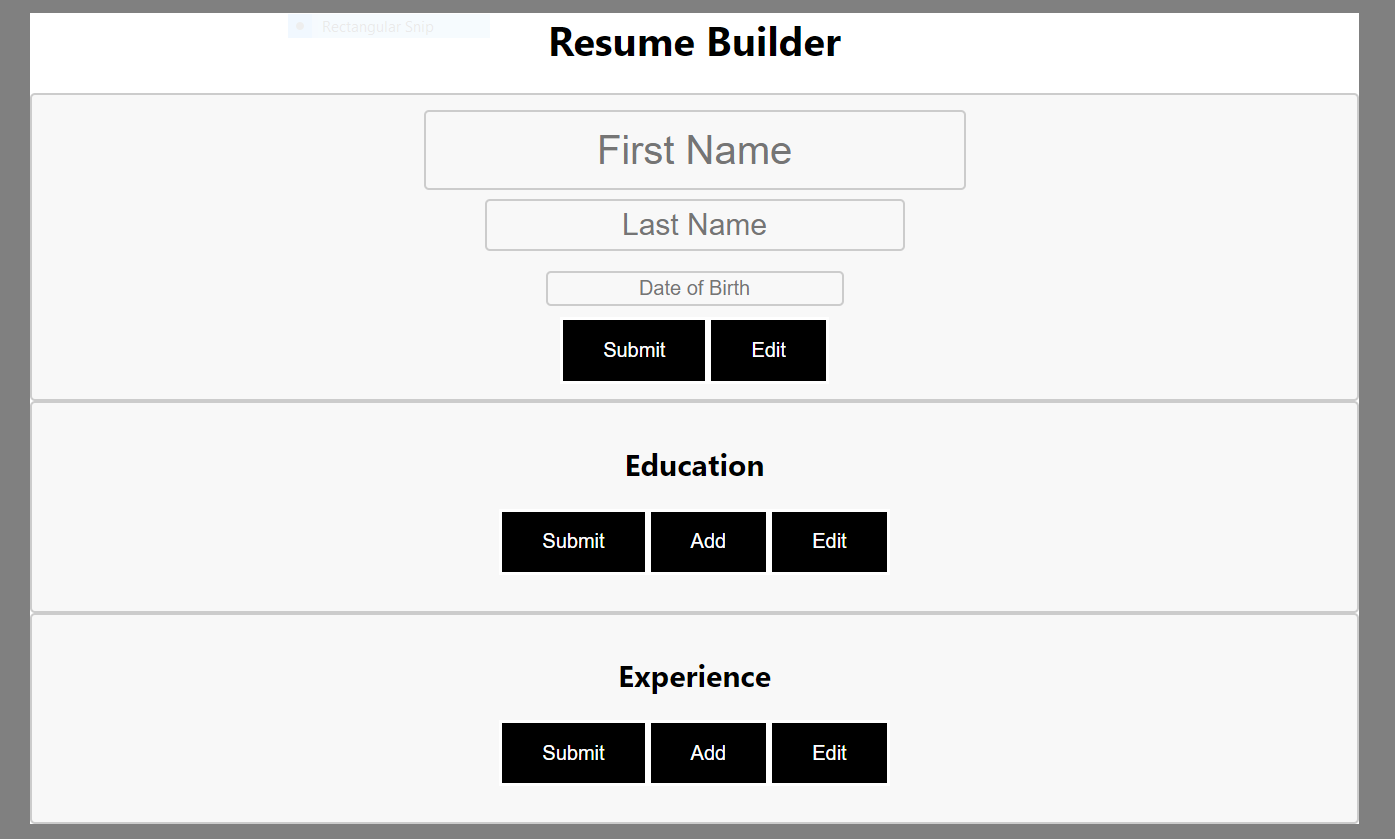 Rectangular Snip
Resume Builder
First Name
Last Name
Date of Birth
Submit Edit
Education
Submit Add Edit
Experience
Submit Add Edit